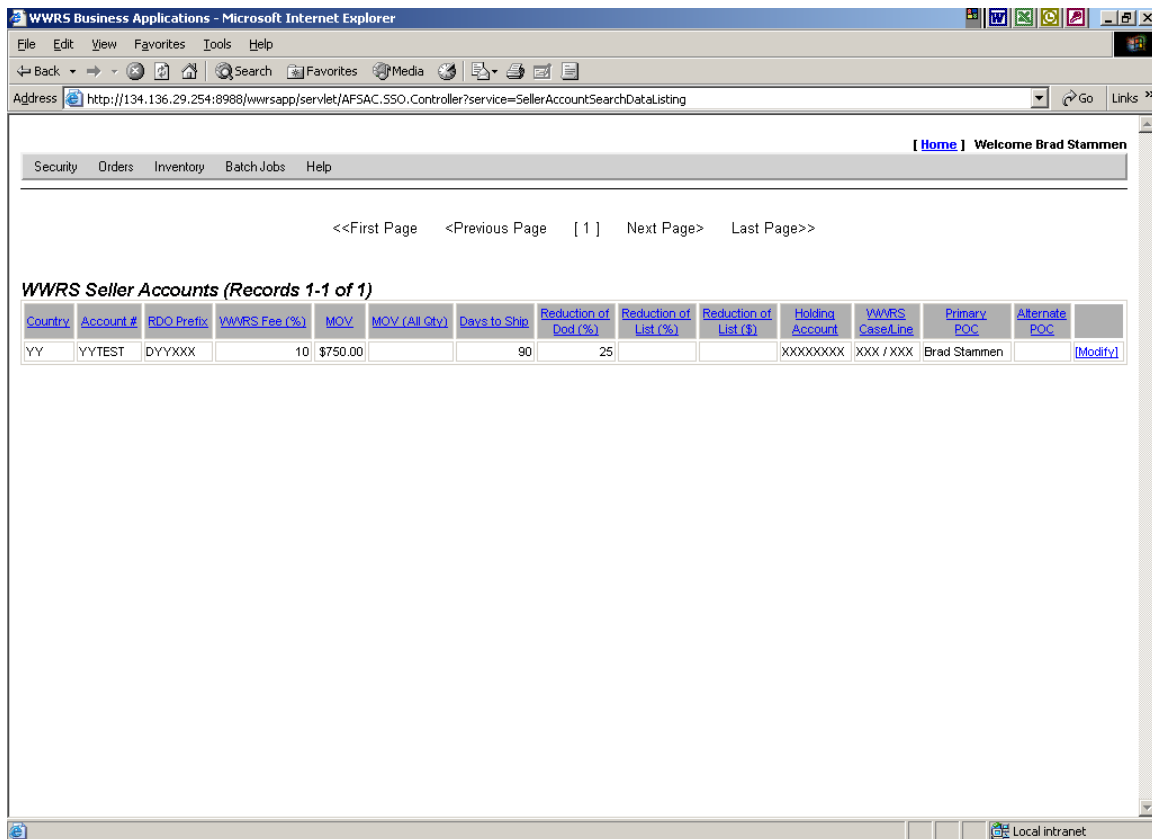 WWRS Business Applications - Microsoft Internet Explorer
File Edit View Favorites Tools Help
Back Search Favorites Media
Address http://134.136.29.254:8988/wwrsapp/servlet/AFSAC.SSO.Controller?service=SellerAccountSearchDataListing Go Links »
[ Home ] Welcome Brad Stammen
Security Orders Inventory Batch Jobs Help
<<First Page <Previous Page [ 1 ] Next Page> Last Page>>
WWRS Seller Accounts (Records 1-1 of 1)
Country Account # RDO Prefix WWRS Fee (%) MOV MOV (All Qty) Days to Ship Reduction of Dod (%) Reduction of List (%) Reduction of List ($) Holding Account WWRS Case/Line Primary POC Alternate POC
YY YYTEST DYYXXX 10 $750.00 90 25 XXXXXXXX XXX / XXX Brad Stammen [Modify]
Local intranet